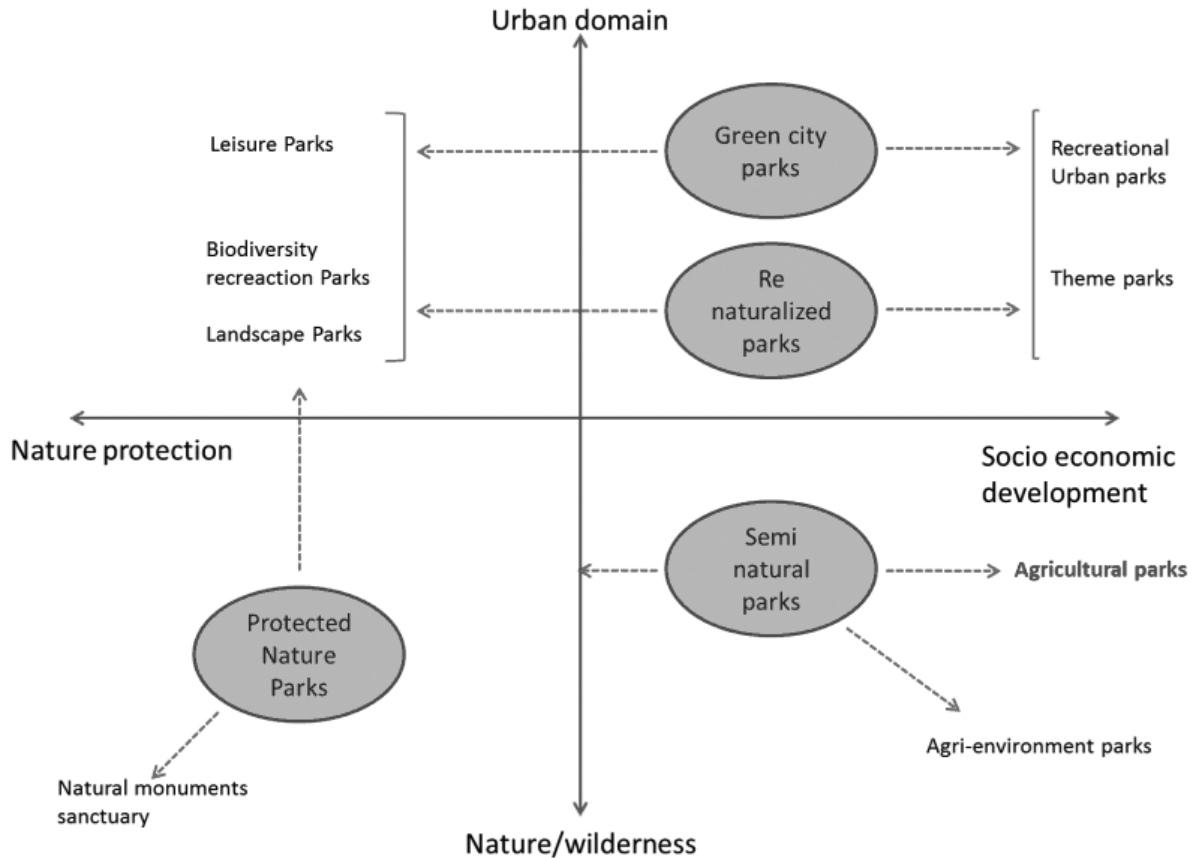 Urban domain
Leisure Parks
Green city
parks
Recreational
Urban parks
Biodiversity
recreaction Parks
Landscape Parks
Re
naturalized
parks
Theme parks
Nature protection
Socio economic
development
Semi
natural
parks
Agricultural parks
Protected
Nature
Parks
Agri-environment parks
Natural monuments
sanctuary
Nature/wilderness